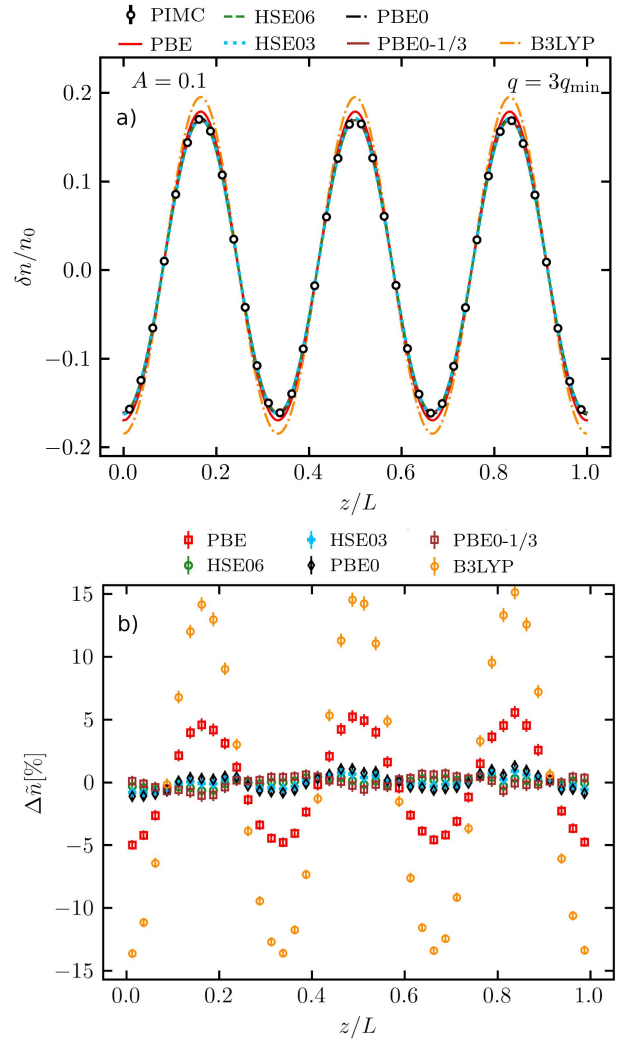 PIMC HSE06 PBE0
PBE HSE03 PBE0-1/3 B3LYP
A = 0.1 q = 3q_min
a)
0.2
0.1
0.0
−0.1
−0.2
δn/n₀
0.0 0.2 0.4 0.6 0.8 1.0
z/L
PBE HSE03 PBE0-1/3
HSE06 PBE0 B3LYP
b)
15
10
5
0
−5
−10
−15
Δñ[%]
0.0 0.2 0.4 0.6 0.8 1.0
z/L